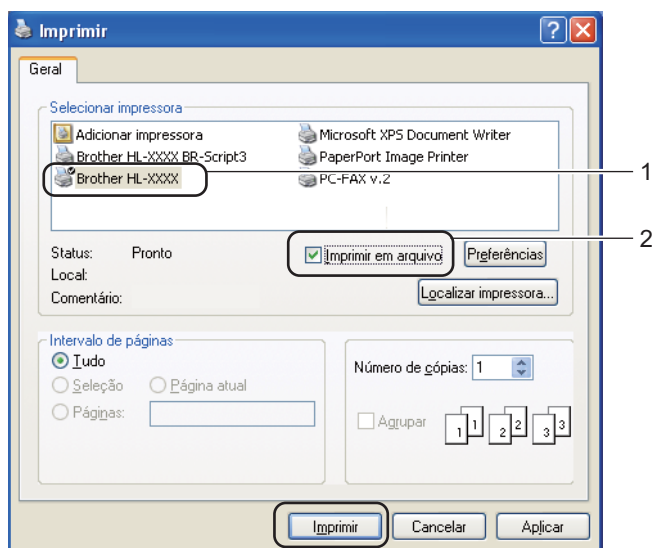 Imprimir
Geral
Selecionar impressora
Adicionar impressora
Microsoft XPS Document Writer
Brother HL-XXXX BR-Script3
PaperPort Image Printer
Brother HL-XXXX
PC-FAX v.2
1
Status: Pronto
Imprimir em arquivo
Preferências
2
Local:
Comentário:
Localizar impressora...
Intervalo de páginas
Tudo
Seleção
Página atual
Páginas:
Número de cópias: 1
Agrupar
1 1 2 2 3 3
Imprimir
Cancelar
Aplicar